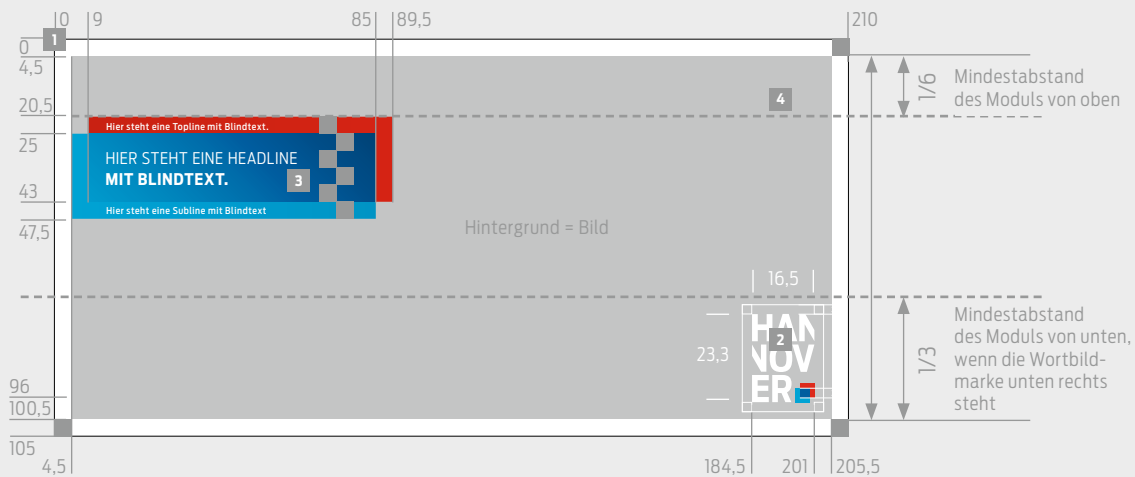 0
9
85
89,5
210
1
0
4,5
20,5
25
43
47,5
96
100,5
105
4
1/6
Mindestabstand
des Moduls von oben
Hier steht eine Topline mit Blindtext.
HIER STEHT EINE HEADLINE
MIT BLINDTEXT.
3
Hier steht eine Subline mit Blindtext
Hintergrund = Bild
16,5
23,3
HAN
NOV
ER
2
1/3
Mindestabstand
des Moduls von unten,
wenn die Wortbild-
marke unten rechts
steht
4,5
184,5
201
205,5